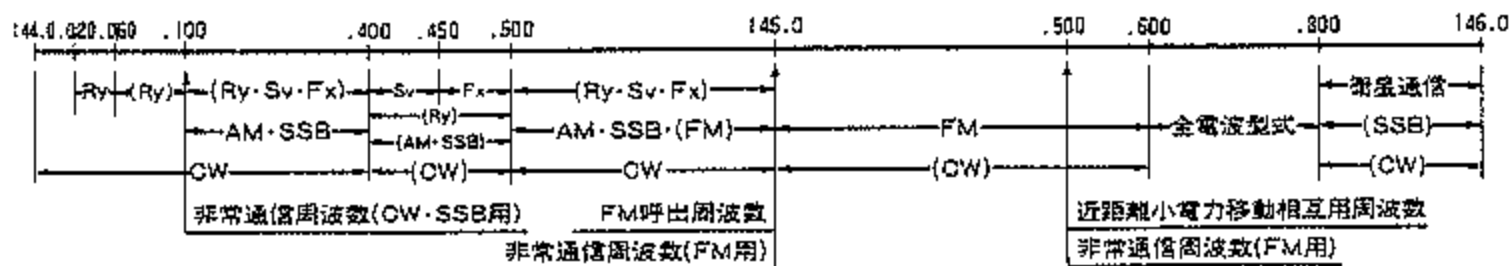 144.0 .020 .060 .100 .400 .450 .500 145.0 .500 .600 .800 146.0
Ry (Ry) (Ry·Sv·Fx) Sv Fx (Ry·Sv·Fx) 衛星通信
(Ry)
AM·SSB (AM·SSB) AM·SSB·(FM) FM 全電波型式 (SSB)
CW (CW) CW (CW) (CW)
非常通信周波数(CW·SSB用) FM呼出周波数 近距離小電力移動相互用周波数
非常通信周波数(FM用) 非常通信周波数(FM用)